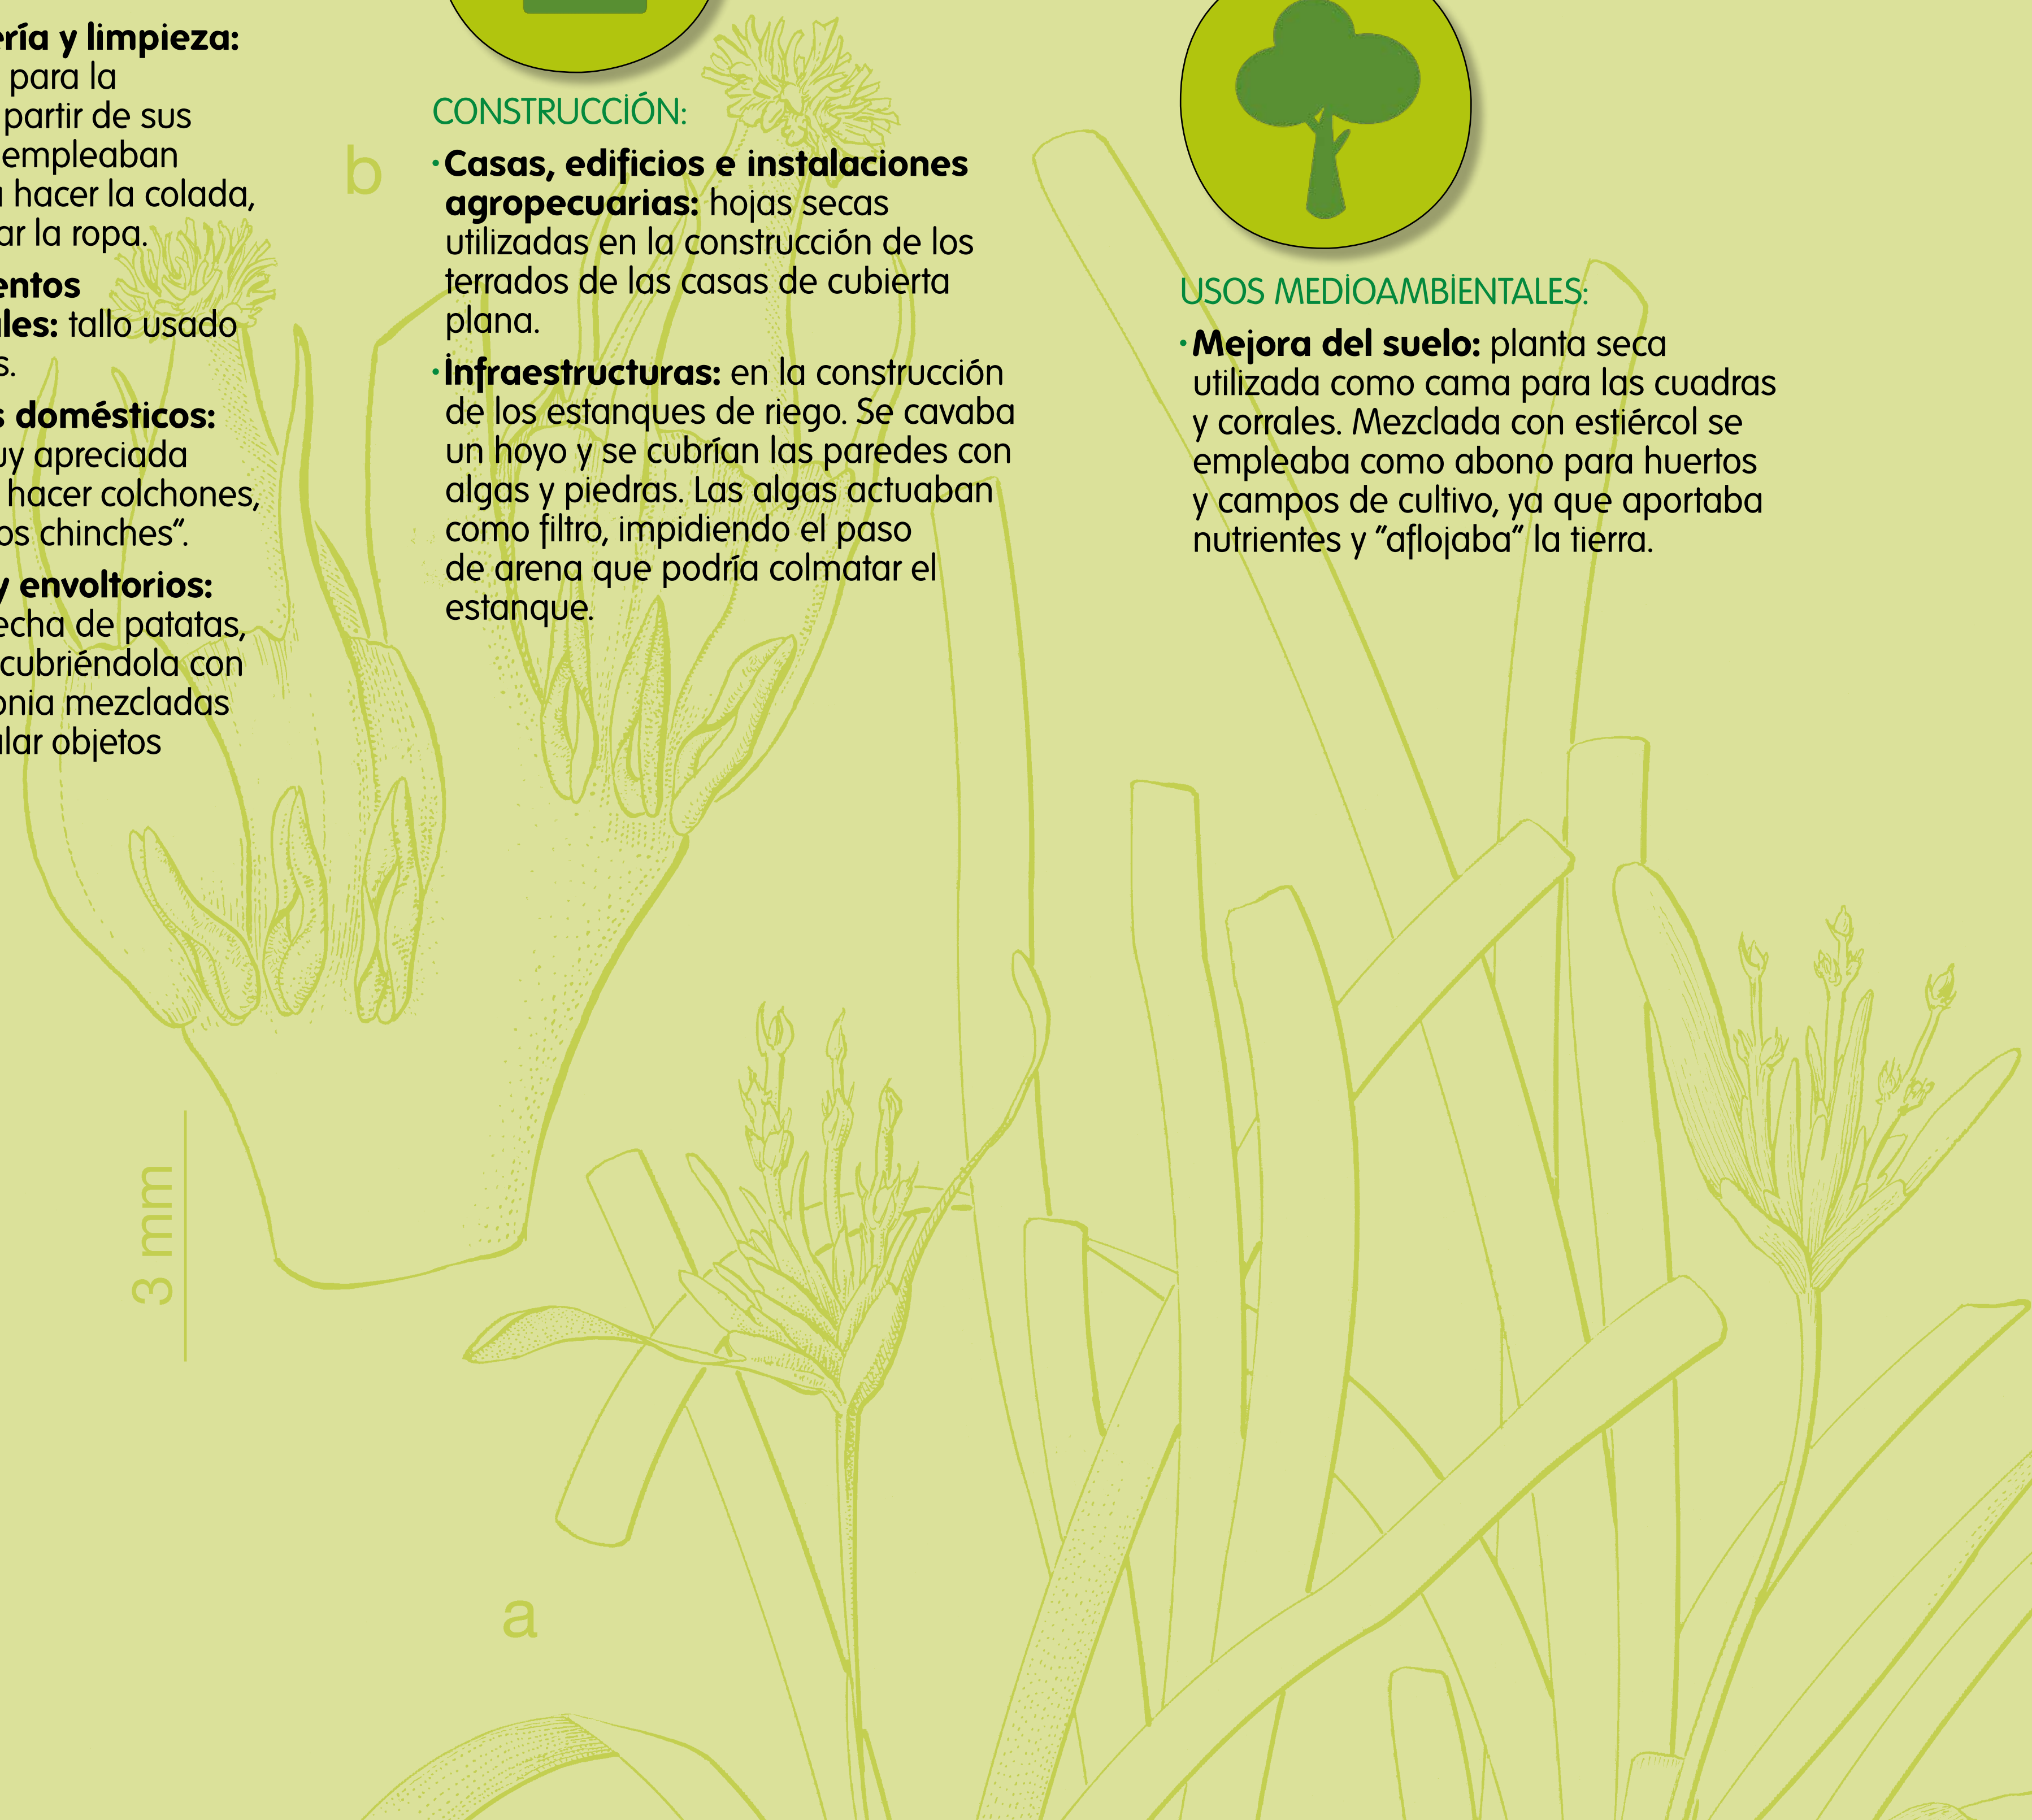 ería y limpieza:
para la
partir de sus
empleaban
a hacer la colada,
ar la ropa.
entos
ales: tallo usado
s.
s domésticos:
uy apreciada
hacer colchones,
os chinches”.
y envoltorios:
echa de patatas,
cubriéndola con
onia mezcladas
alar objetos
b
CONSTRUCCIÓN:
· Casas, edificios e instalaciones
agropecuarias: hojas secas
utilizadas en la construcción de los
terrados de las casas de cubierta
plana.
· Infraestructuras: en la construcción
de los estanques de riego. Se cavaba
un hoyo y se cubrían las paredes con
algas y piedras. Las algas actuaban
como filtro, impidiendo el paso
de arena que podría colmatar el
estanque.
USOS MEDIOAMBIENTALES:
· Mejora del suelo: planta seca
utilizada como cama para las cuadras
y corrales. Mezclada con estiércol se
empleaba como abono para huertos
y campos de cultivo, ya que aportaba
nutrientes y “aflojaba” la tierra.
3 mm
a